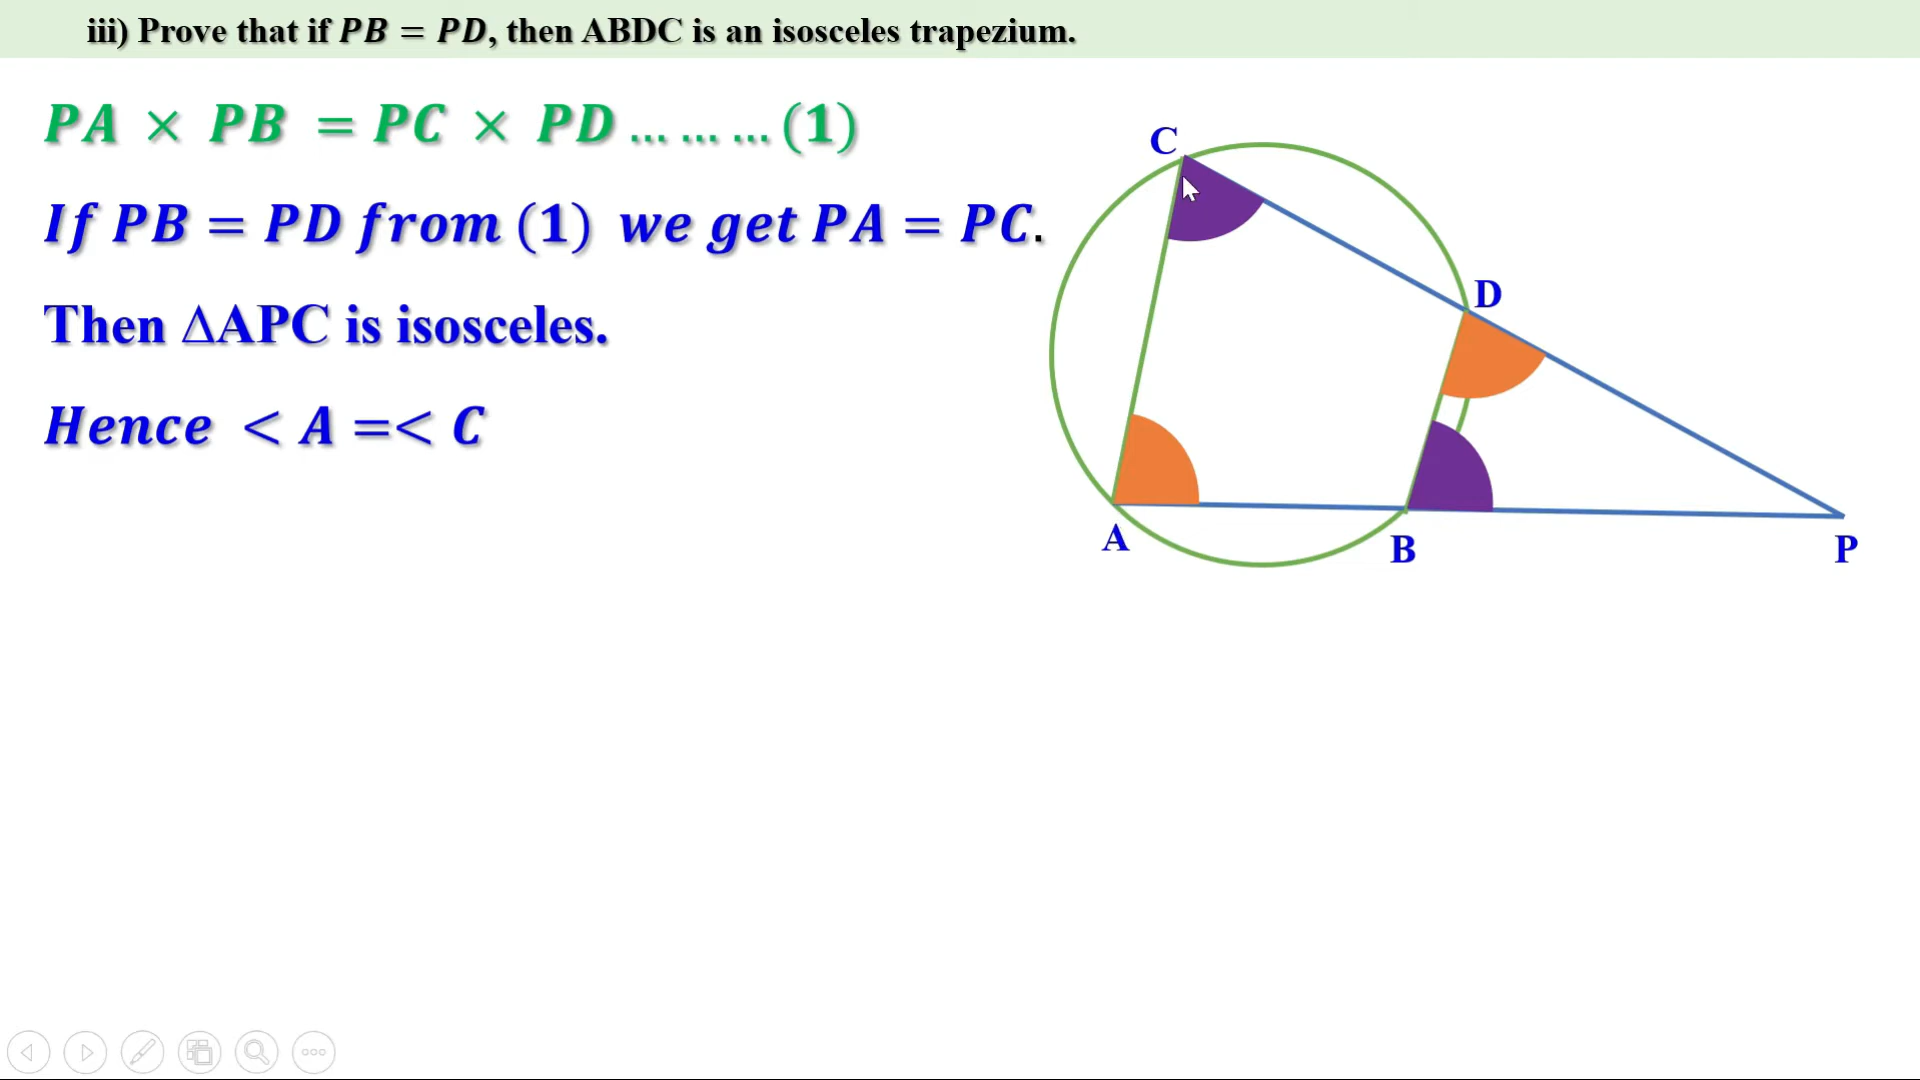 iii) Prove that if PB = PD, then ABDC is an isosceles trapezium.
PA × PB = PC × PD ... ... ... (1)
If PB = PD from (1) we get PA = PC.
Then ∆APC is isosceles.
Hence < A =< C
C
D
A
B
P